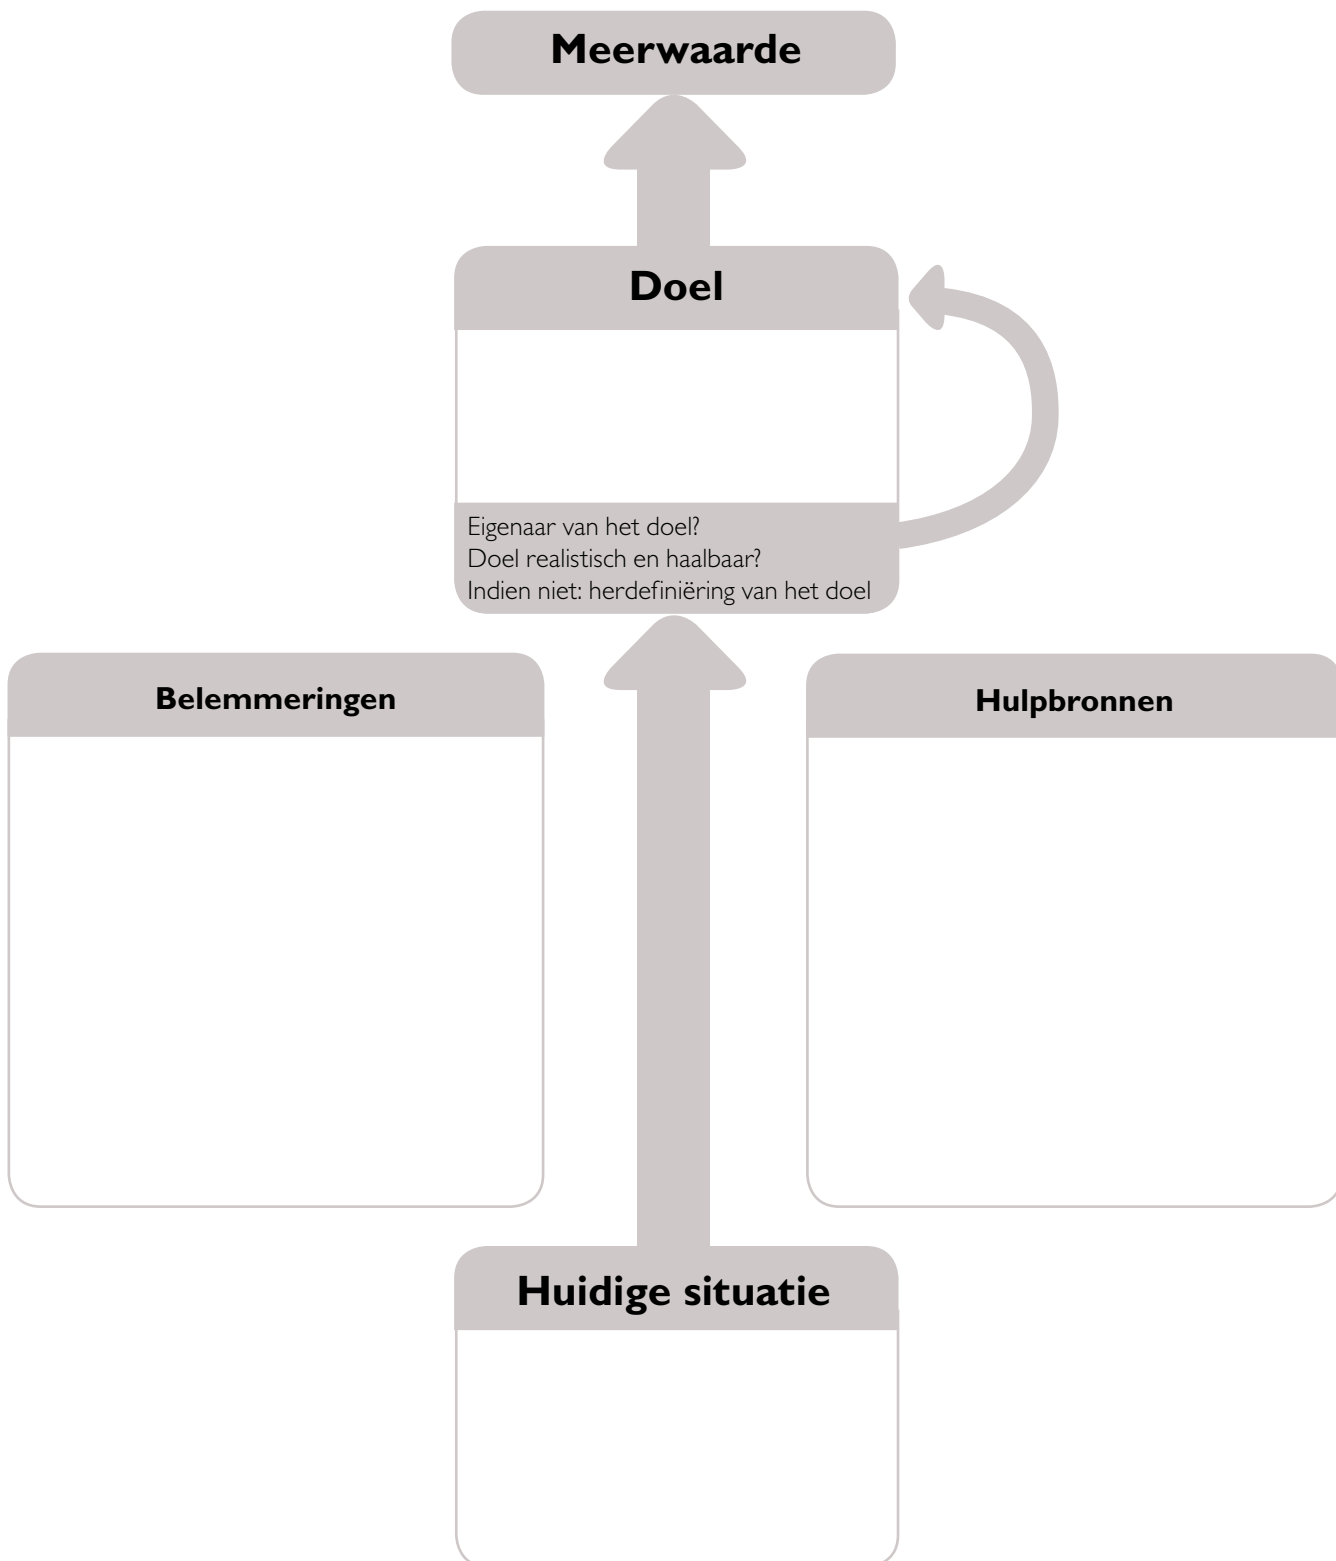 Meerwaarde
Doel
Eigenaar van het doel?
Doel realistisch en haalbaar?
Indien niet: herdefiniëring van het doel
Belemmeringen
Hulpbronnen
Huidige situatie